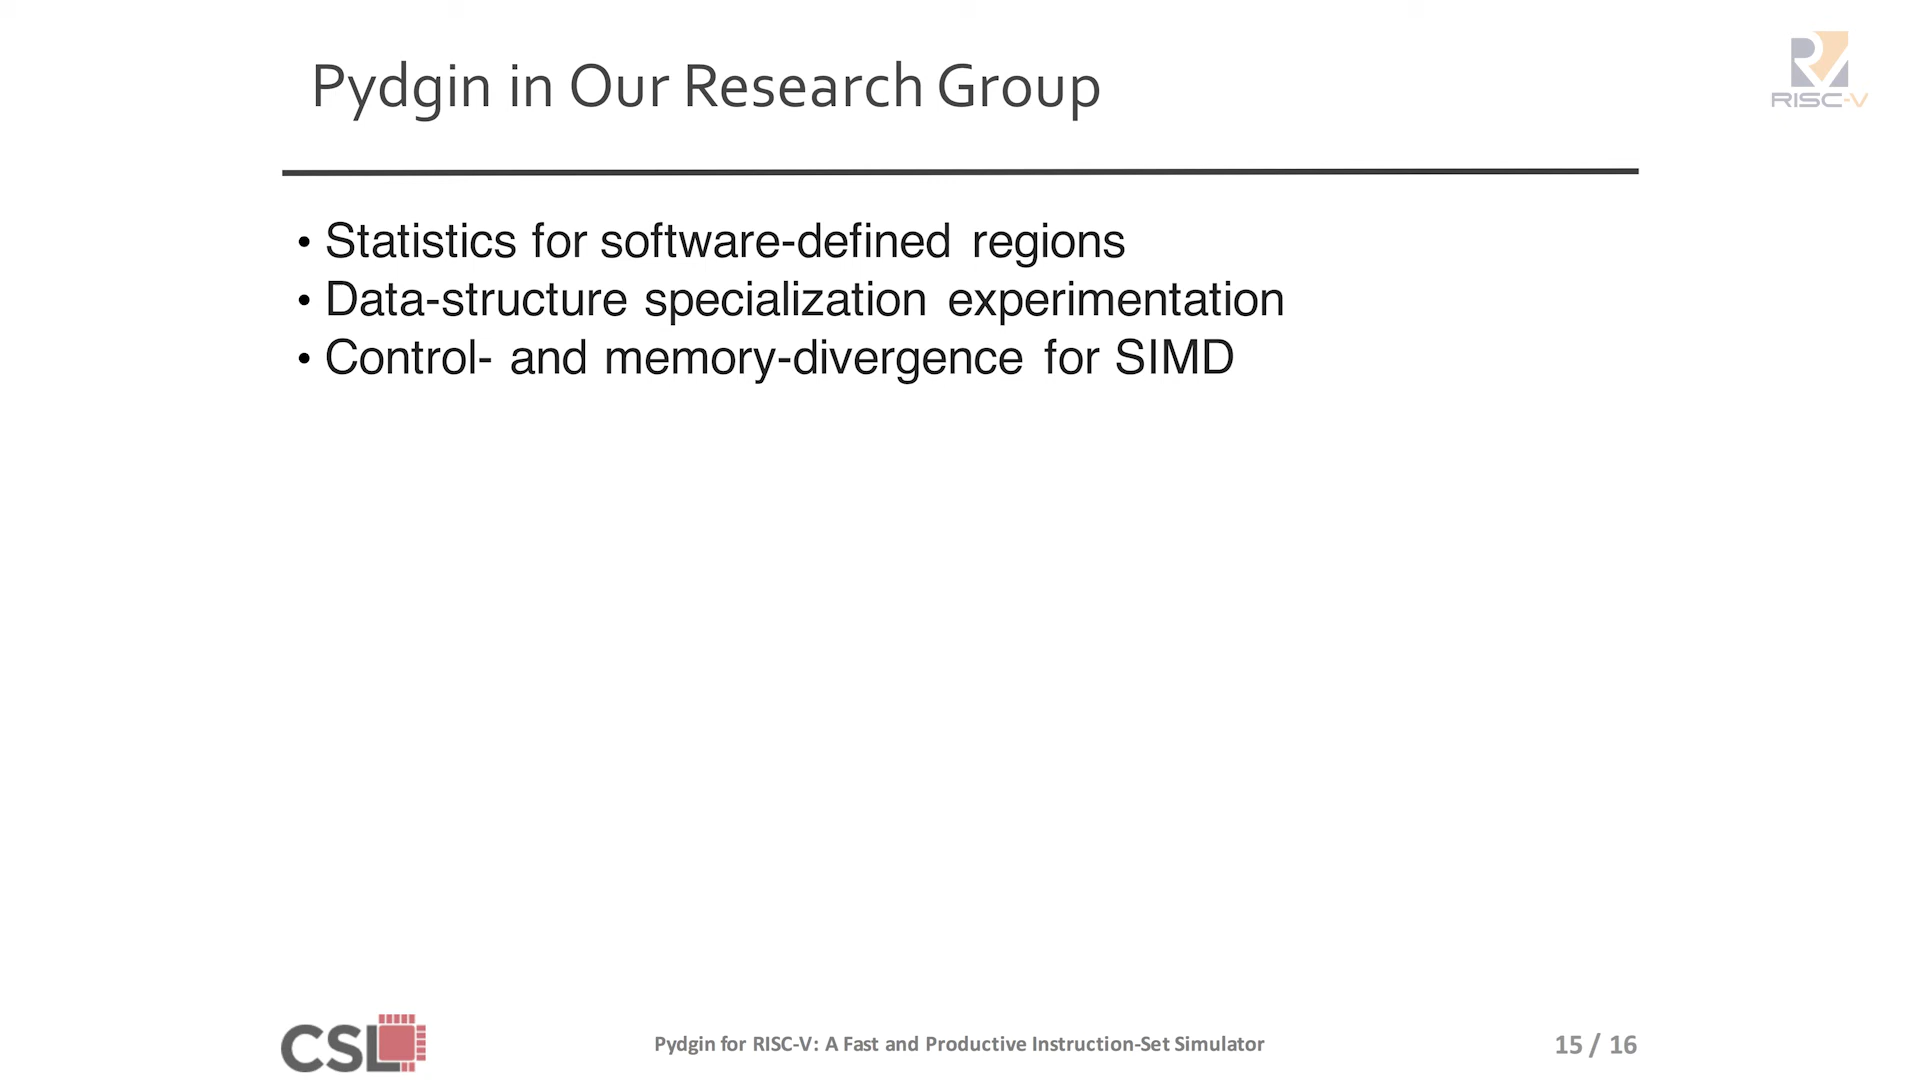 Pydgin in Our Research Group
RISC-V
• Statistics for software-defined regions
• Data-structure specialization experimentation
• Control- and memory-divergence for SIMD
CSL
Pydgin for RISC-V: A Fast and Productive Instruction-Set Simulator
15 / 16